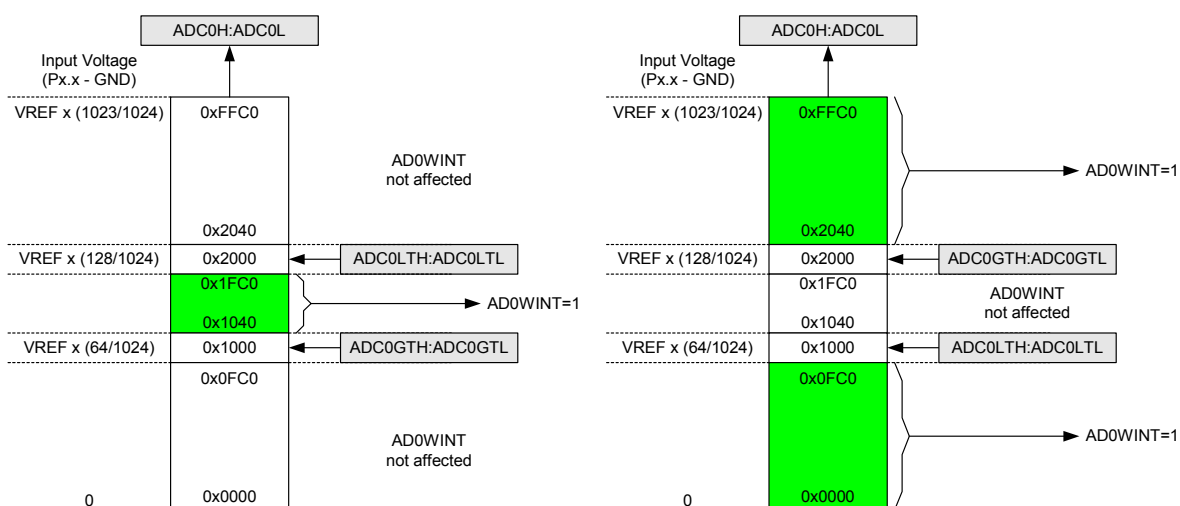 ADC0H:ADC0L
Input Voltage
(Px.x - GND)
VREF x (1023/1024)
0xFFC0
AD0WINT
not affected
0x2040
VREF x (128/1024)
0x2000
ADC0LTH:ADC0LTL
0x1FC0
AD0WINT=1
0x1040
VREF x (64/1024)
0x1000
ADC0GTH:ADC0GTL
0x0FC0
AD0WINT
not affected
0
0x0000
ADC0H:ADC0L
Input Voltage
(Px.x - GND)
VREF x (1023/1024)
0xFFC0
AD0WINT=1
0x2040
VREF x (128/1024)
0x2000
ADC0GTH:ADC0GTL
0x1FC0
AD0WINT
not affected
0x1040
VREF x (64/1024)
0x1000
ADC0LTH:ADC0LTL
0x0FC0
AD0WINT=1
0
0x0000